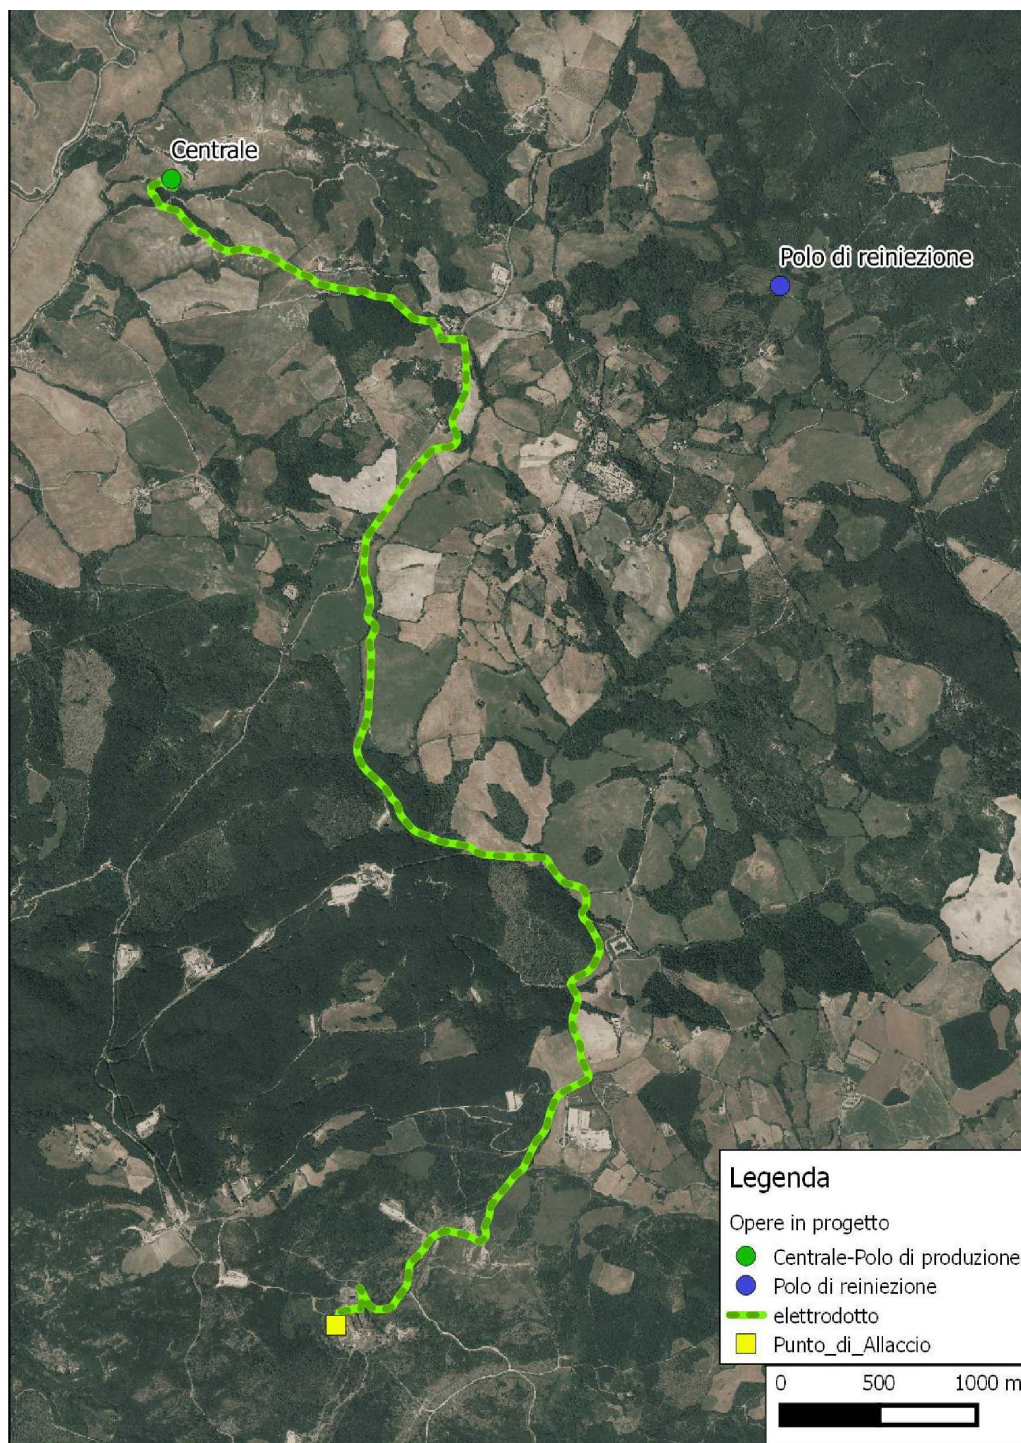 Centrale
Polo di reiniezione
Legenda
Opere in progetto
Centrale-Polo di produzione
Polo di reiniezione
elettrodotto
Punto_di_Allaccio
0 500 1000 m